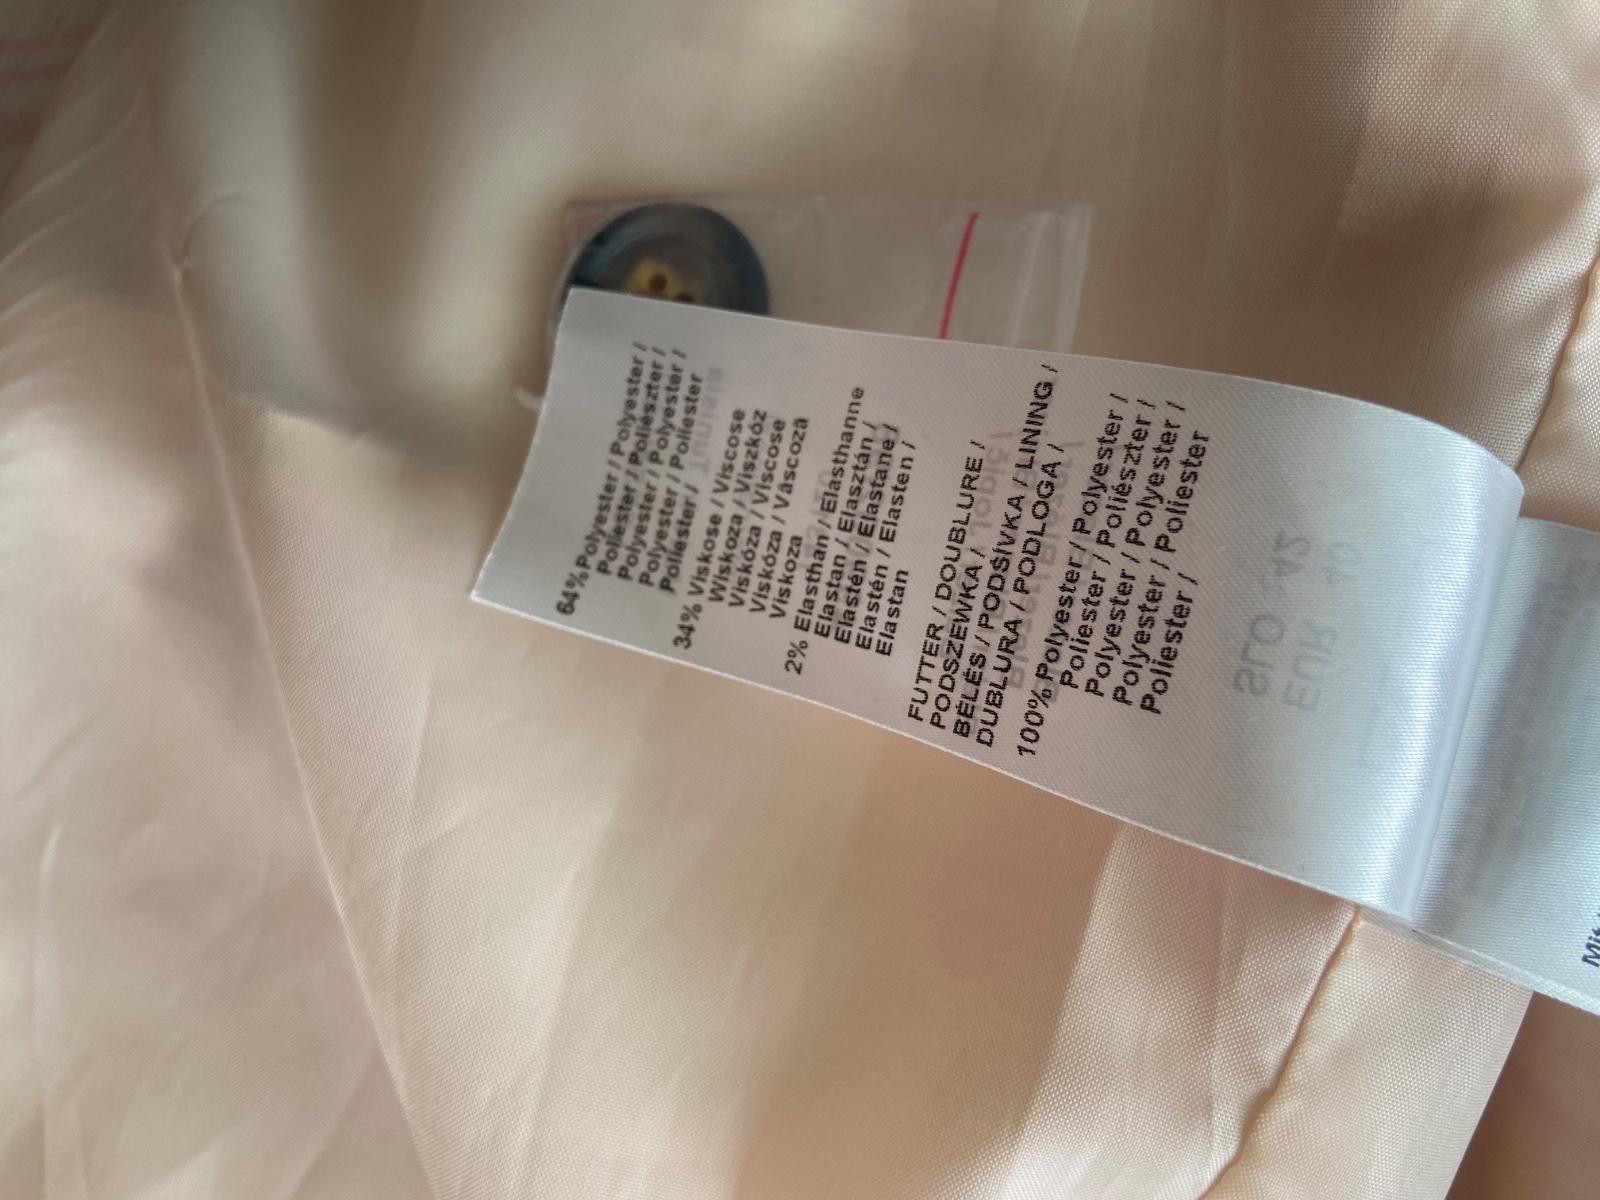 64% Polyester / Polyester /
Poliester / Poliészter /
Polyester / Polyester /
Polyester / Poliester
Poliester /
34% Viskose / Viscose
Wiskoza / Viszkóz
Viskóza / Viscose
Viskóza / Vâscoză
Viskoza
2% Elasthan / Elasthanne
Elastan / Elasztán /
Elastén / Elastane /
Elastén / Elasten /
Elastan
FUTTER / DOUBLURE /
PODSZEWKA /
BÉLÉS / PODŠÍVKA / LINING /
DUBLURA / PODLOGA /
100% Polyester / Polyester /
Poliester / Poliészter /
Polyester / Polyester /
Polyester / Poliester
Poliester /